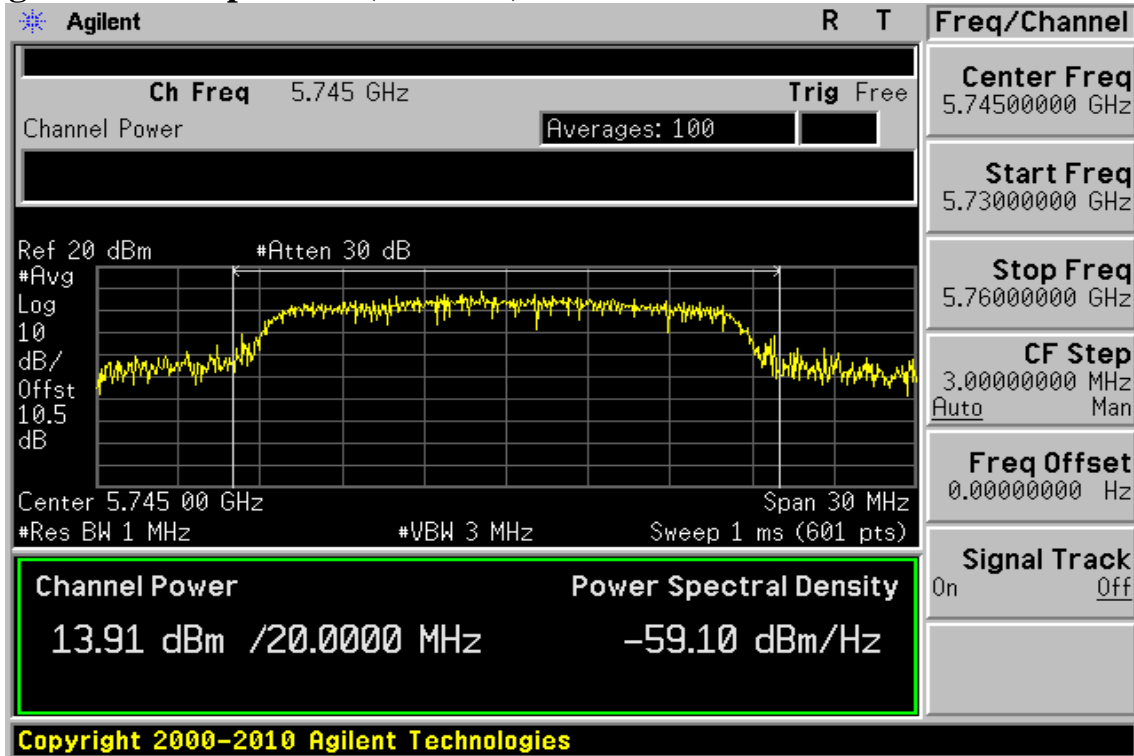 Agilent R T
Freq/Channel
Ch Freq 5.745 GHz Trig Free
Channel Power Averages: 100
Ref 20 dBm #Atten 30 dB
#Avg
Log
10
dB/
Offst
10.5
dB
Center 5.745 00 GHz Span 30 MHz
#Res BW 1 MHz #VBW 3 MHz Sweep 1 ms (601 pts)
Channel Power Power Spectral Density
13.91 dBm /20.0000 MHz -59.10 dBm/Hz
Copyright 2000-2010 Agilent Technologies
Center Freq
5.74500000 GHz
Start Freq
5.73000000 GHz
Stop Freq
5.76000000 GHz
CF Step
3.00000000 MHz
Auto Man
Freq Offset
0.00000000 Hz
Signal Track
On Off